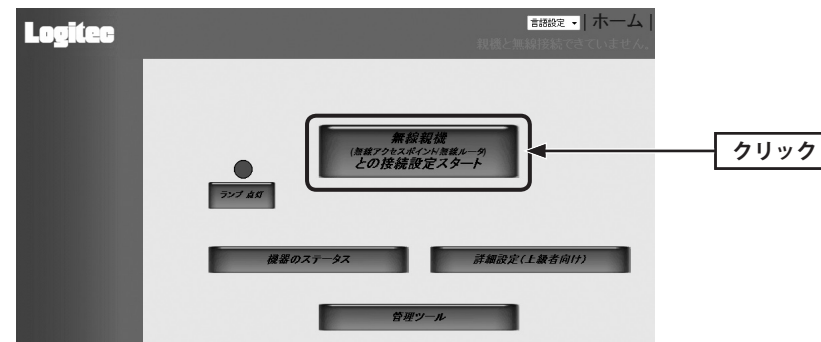 Logitec
言語設定 | ホーム |
親機と無線接続できていません。
無線親機
(無線アクセスポイント/無線ルータ)
との接続設定スタート
クリック
ランプ 点灯
機器のステータス
詳細設定(上級者向け)
管理ツール